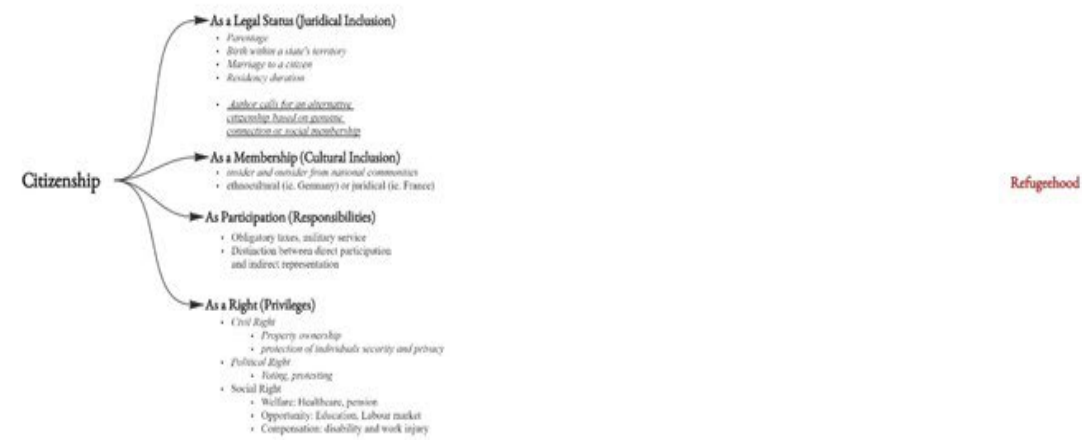 As a Legal Status (Juridical Inclusion)
• Parentage
• Birth within a state's territory
• Marriage to a citizen
• Residency duration
• Author calls for an alternative
citizenship based on genuine
connection or social membership
As a Membership (Cultural Inclusion)
• insider and outsider from national communities
• ethnocultural (ie. Germany) or juridical (ie. France)
Citizenship
Refugeehood
As Participation (Responsibilities)
• Obligatory taxes, military service
• Distinction between direct participation
and indirect representation
As a Right (Privileges)
• Civil Right
• Property ownership
• protection of individuals security and privacy
• Political Right
• Voting, protesting
• Social Right
• Welfare: Healthcare, pension
• Opportunity: Education, Labour market
• Compensation: disability and work injury